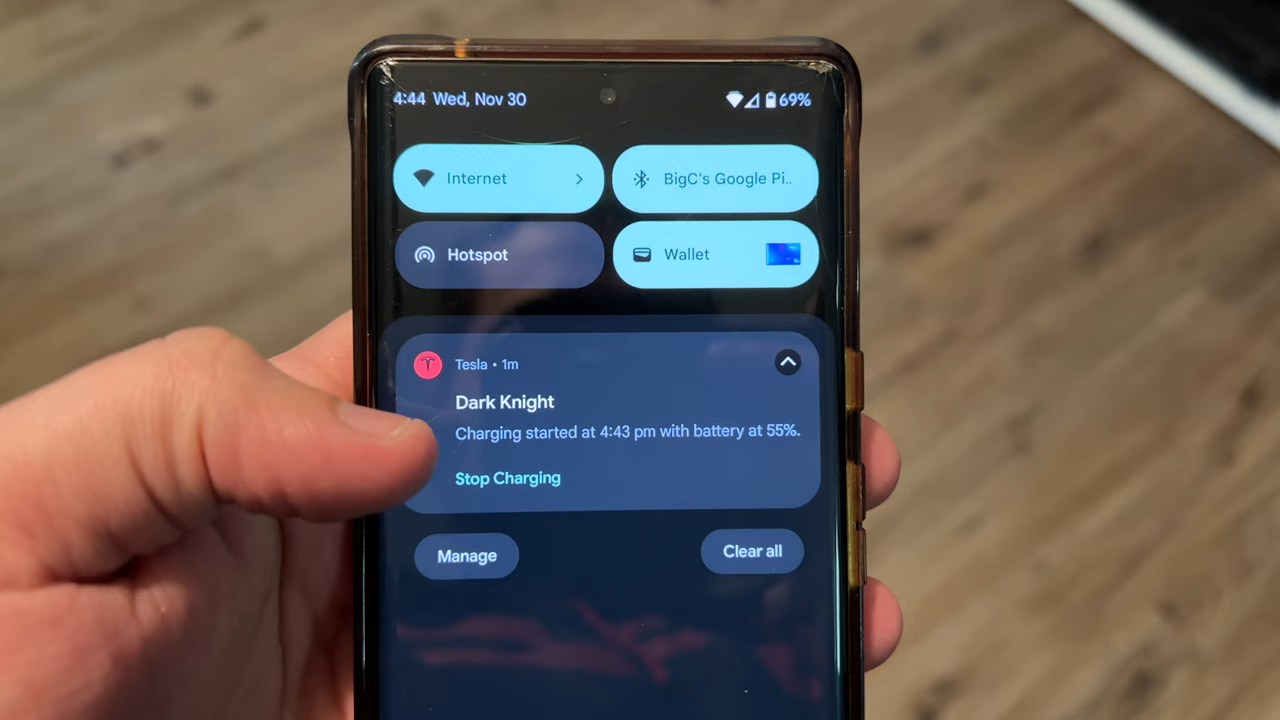 4:44 Wed, Nov 30 69%
Internet BigC's Google Pi..
Hotspot Wallet
Tesla • 1m
Dark Knight
Charging started at 4:43 pm with battery at 55%.
Stop Charging
Manage Clear all